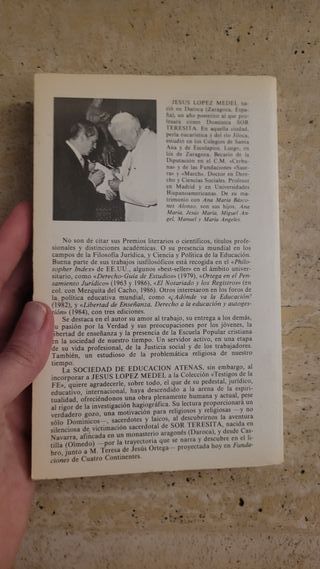 JESUS LOPEZ MEDEL na-
ció en Daroca (Zaragoza, Espa-
ña), un año posterior al que pro-
fesara como Dominica SOR
TERESITA. En aquella ciudad,
perla eucarística y del río Jiloca,
estudió en los Colegios de Santa
Ana y de Escolapios. Luego, en
los de Zaragoza. Becario de la
Diputación en el C.M. «Cerbu-
na» y de las Fundaciones «Sue-
ras» y «March». Doctor en Dere-
cho y Ciencias Sociales. Profesor
en Madrid y en Universidades
Hispanoamericanas. De su ma-
trimonio con Ana María Básco-
nes Alonso, son sus hijos, Ana
María, Jesús María, Miguel An-
gel, Manuel y María Angeles.
No son de citar sus Premios literarios o científicos, títulos profe-
sionales y distinciones académicas. O su presencia mundial en los
campos de la Filosofía Jurídica, y Ciencia y Política de la Educación.
Buena parte de sus trabajos iusfilosóficos está recogida en el «Philo-
sopher Index» de EE.UU., algunos «best-seller» en el ámbito univer-
sitario, como «Derecho-Guía de Estudios» (1979), «Ortega en el Pen-
samiento Jurídico» (1963 y 1986), «El Notariado y los Registros» (en
col. con Mezquita del Cacho, 1986). Otros interesaron en los foros de
la política educativa mundial, como «¿Adónde va la Educación?
(1982), y «Libertad de Enseñanza, Derecho a la educación y autoges-
tión» (1984), con tres ediciones.
Se destaca en el autor su amor al trabajo, su entrega a los demás,
su pasión por la Verdad y sus preocupaciones por los jóvenes, la
libertad de enseñanza y la presencia de la Escuela Popular cristiana
en la sociedad de nuestro tiempo. Un servidor activo, en una etapa
de su vida profesional, de la Justicia social y de los trabajadores.
También, un estudioso de la problemática religiosa de nuestro
tiempo.
La SOCIEDAD DE EDUCACION ATENAS, sin embargo, al
incorporar a JESUS LOPEZ MEDEL a la Colección «Testigos de la
FE», quiere agradecerle, sobre todo, el que de su pedestal, jurídico,
educativo, internacional, haya descendido a la arena de la espiri-
tualidad, ofreciéndonos una obra plenamente humana y actual, pese
al rigor de la investigación hagiográfica. Su lectura proporcionará un
verdadero gozo, una motivación para religiosos y religiosas —y no
sólo Dominicos—, sacerdotes y laicos, al descubrirnos la aventura
silenciosa de victimación sacerdotal de SOR TERESITA, nacida en
Navarra, afincada en un monasterio aragonés (Daroca), y desde Cas-
tilla (Olmedo) —por la trayectoria que se narra y descubre en el li-
bro, junto a M. Teresa de Jesús Ortega— proyectada hoy en Funda-
ciones de Cuatro Continentes.